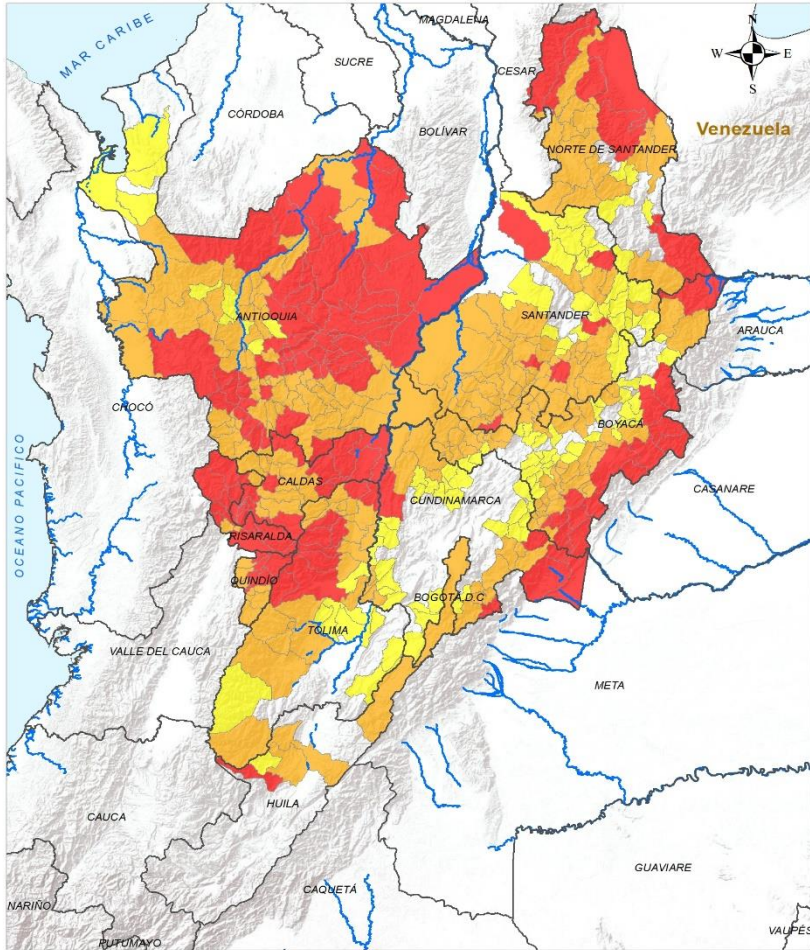 MAGDALENA
MAR CARIBE
SUCRE
N
W E
S
CESAR
CÓRDOBA
BOLÍVAR
Venezuela
NORTE DE SANTANDER
ANTIOQUIA
SANTANDER
ARAUCA
CHOCÓ
BOYACÁ
OCEANO PACIFICO
CALDAS
CUNDINAMARCA
CASANARE
RISARALDA
QUINDÍO
BOGOTÁ, D.C
TOLIMA
VALLE DEL CAUCA
META
HUILA
CAUCA
GUAVIARE
CAQUETÁ
NARIÑO
PUTUMAYO
VAUPES